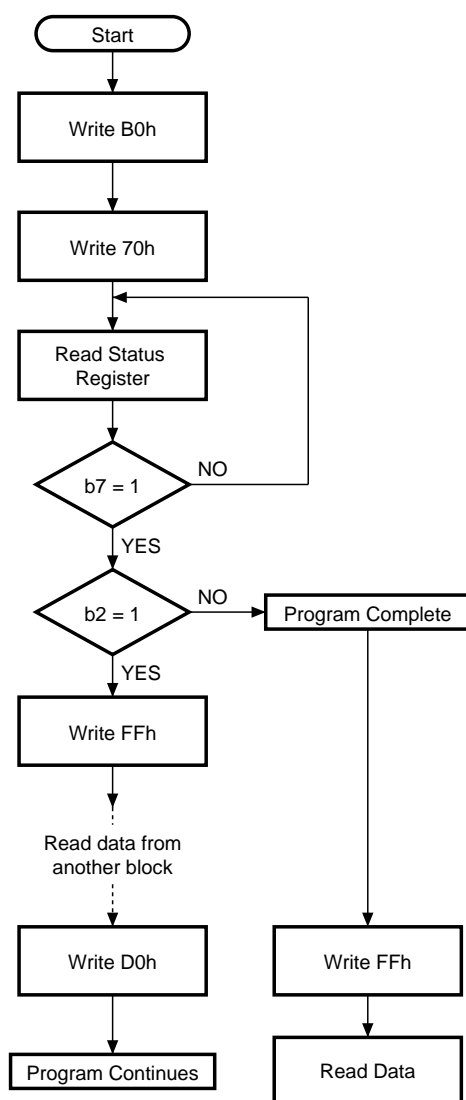 Start
Write B0h
Write 70h
Read Status
Register
NO
b7 = 1
YES
NO
b2 = 1
Program Complete
YES
Write FFh
Read data from
another block
Write D0h
Write FFh
Program Continues
Read Data